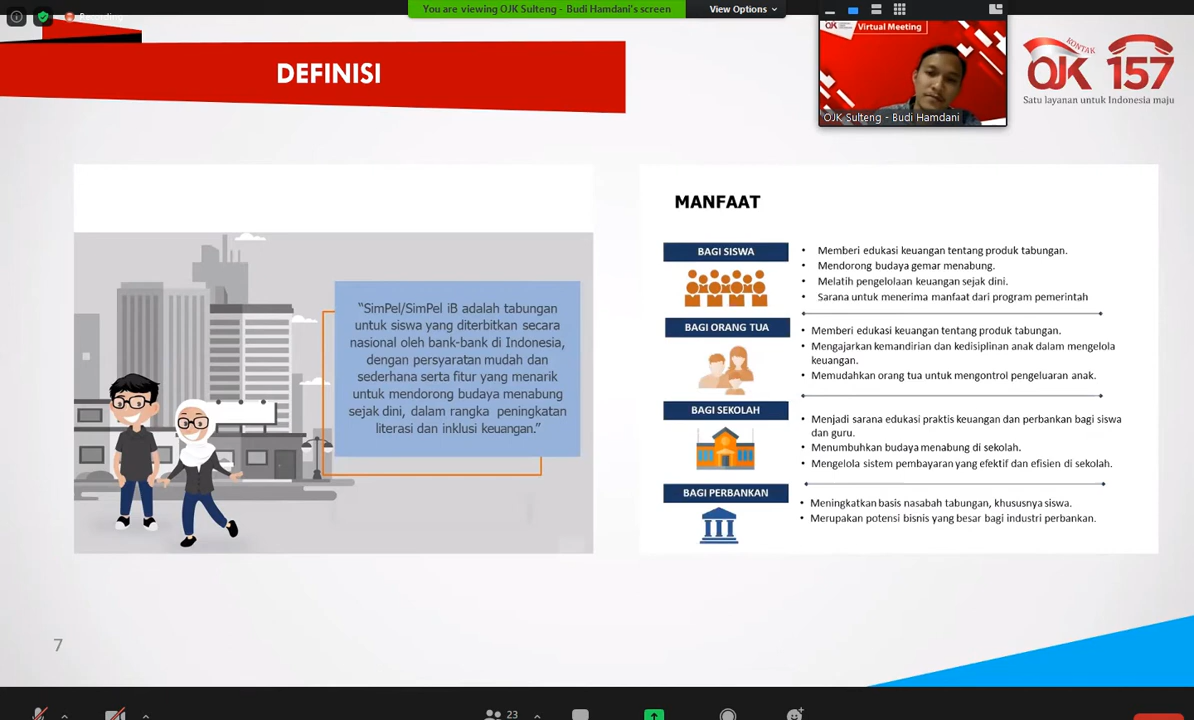 Recording
You are viewing OJK Sulteng - Budi Hamdani's screen
View Options
DEFINISI
OJK
Virtual Meeting
OJK Sulteng - Budi Hamdani
KONTAK
OJK 157
Satu layanan untuk Indonesia maju
“SimPel/SimPel iB adalah tabungan
untuk siswa yang diterbitkan secara
nasional oleh bank-bank di Indonesia,
dengan persyaratan mudah dan
sederhana serta fitur yang menarik
untuk mendorong budaya menabung
sejak dini, dalam rangka peningkatan
literasi dan inklusi keuangan.”
MANFAAT
BAGI SISWA
• Memberi edukasi keuangan tentang produk tabungan.
• Mendorong budaya gemar menabung.
• Melatih pengelolaan keuangan sejak dini.
• Sarana untuk menerima manfaat dari program pemerintah
BAGI ORANG TUA
• Memberi edukasi keuangan tentang produk tabungan.
• Mengajarkan kemandirian dan kedisiplinan anak dalam mengelola
keuangan.
• Memudahkan orang tua untuk mengontrol pengeluaran anak.
BAGI SEKOLAH
• Menjadi sarana edukasi praktis keuangan dan perbankan bagi siswa
dan guru.
• Menumbuhkan budaya menabung di sekolah.
• Mengelola sistem pembayaran yang efektif dan efisien di sekolah.
BAGI PERBANKAN
• Meningkatkan basis nasabah tabungan, khususnya siswa.
• Merupakan potensi bisnis yang besar bagi industri perbankan.
7
23